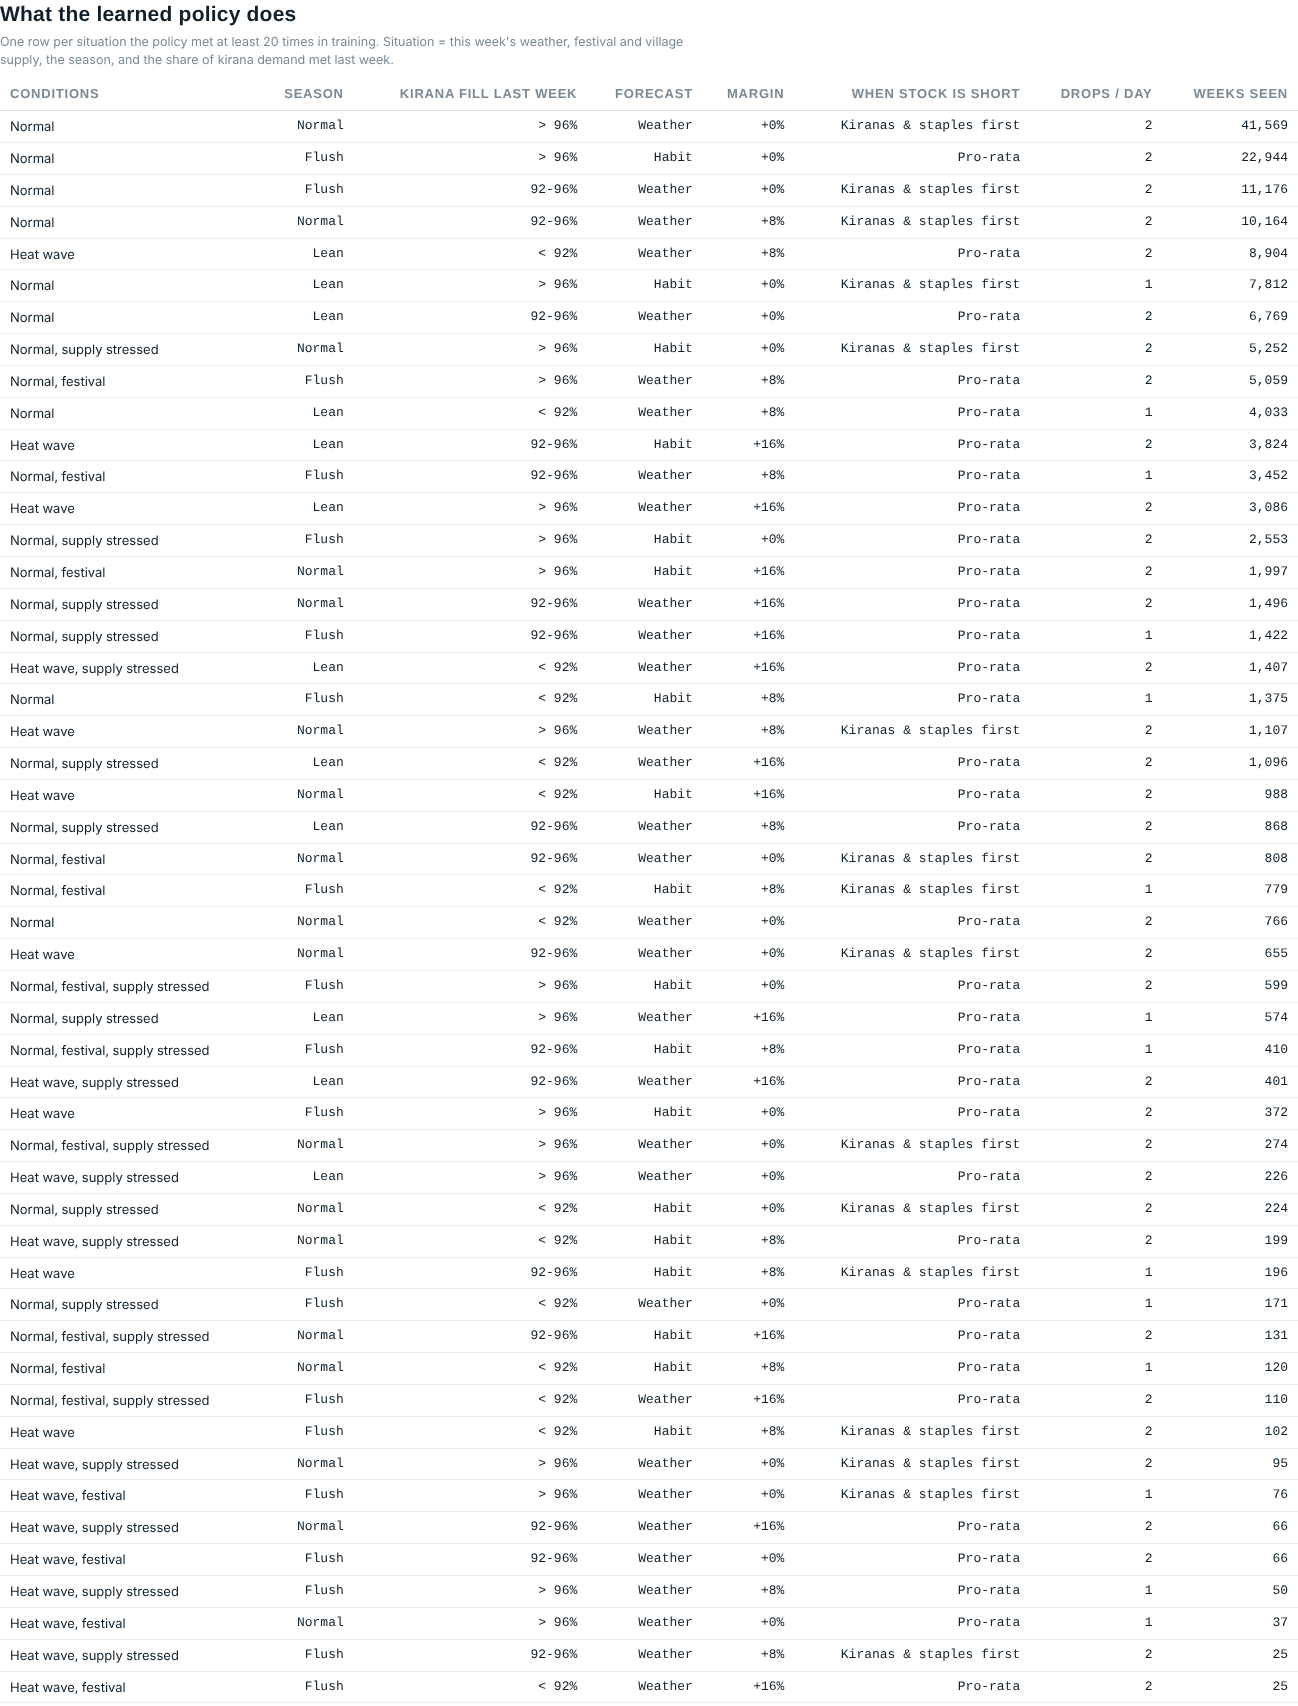 What the learned policy does
One row per situation the policy met at least 20 times in training. Situation = this week's weather, festival and village
supply, the season, and the share of kirana demand met last week.
CONDITIONS SEASON KIRANA FILL LAST WEEK FORECAST MARGIN WHEN STOCK IS SHORT DROPS / DAY WEEKS SEEN
Normal Normal > 96% Weather +0% Kiranas & staples first 2 41,569
Normal Flush > 96% Habit +0% Pro-rata 2 22,944
Normal Flush 92-96% Weather +0% Kiranas & staples first 2 11,176
Normal Normal 92-96% Weather +8% Kiranas & staples first 2 10,164
Heat wave Lean < 92% Weather +8% Pro-rata 2 8,904
Normal Lean > 96% Habit +0% Kiranas & staples first 1 7,812
Normal Lean 92-96% Weather +0% Pro-rata 2 6,769
Normal, supply stressed Normal > 96% Habit +0% Kiranas & staples first 2 5,252
Normal, festival Flush > 96% Weather +8% Pro-rata 2 5,059
Normal Lean < 92% Weather +8% Pro-rata 1 4,033
Heat wave Lean 92-96% Habit +16% Pro-rata 2 3,824
Normal, festival Flush 92-96% Weather +8% Pro-rata 1 3,452
Heat wave Lean > 96% Weather +16% Pro-rata 2 3,086
Normal, supply stressed Flush > 96% Habit +0% Pro-rata 2 2,553
Normal, festival Normal > 96% Habit +16% Pro-rata 2 1,997
Normal, supply stressed Normal 92-96% Weather +16% Pro-rata 2 1,496
Normal, supply stressed Flush 92-96% Weather +16% Pro-rata 1 1,422
Heat wave, supply stressed Lean < 92% Weather +16% Pro-rata 2 1,407
Normal Flush < 92% Habit +8% Pro-rata 1 1,375
Heat wave Normal > 96% Weather +8% Kiranas & staples first 2 1,107
Normal, supply stressed Lean < 92% Weather +16% Pro-rata 2 1,096
Heat wave Normal < 92% Habit +16% Pro-rata 2 988
Normal, supply stressed Lean 92-96% Weather +8% Pro-rata 2 868
Normal, festival Normal 92-96% Weather +0% Kiranas & staples first 2 808
Normal, festival Flush < 92% Habit +8% Kiranas & staples first 1 779
Normal Normal < 92% Weather +0% Pro-rata 2 766
Heat wave Normal 92-96% Weather +0% Kiranas & staples first 2 655
Normal, festival, supply stressed Flush > 96% Habit +0% Pro-rata 2 599
Normal, supply stressed Lean > 96% Weather +16% Pro-rata 1 574
Normal, festival, supply stressed Flush 92-96% Habit +8% Pro-rata 1 410
Heat wave, supply stressed Lean 92-96% Weather +16% Pro-rata 2 401
Heat wave Flush > 96% Habit +0% Pro-rata 2 372
Normal, festival, supply stressed Normal > 96% Weather +0% Kiranas & staples first 2 274
Heat wave, supply stressed Lean > 96% Weather +0% Pro-rata 2 226
Normal, supply stressed Normal < 92% Habit +0% Kiranas & staples first 2 224
Heat wave, supply stressed Normal < 92% Habit +8% Pro-rata 2 199
Heat wave Flush 92-96% Habit +8% Kiranas & staples first 1 196
Normal, supply stressed Flush < 92% Weather +0% Pro-rata 1 171
Normal, festival, supply stressed Normal 92-96% Habit +16% Pro-rata 2 131
Normal, festival Normal < 92% Habit +8% Pro-rata 1 120
Normal, festival, supply stressed Flush < 92% Weather +16% Pro-rata 2 110
Heat wave Flush < 92% Habit +8% Kiranas & staples first 2 102
Heat wave, supply stressed Normal > 96% Weather +0% Kiranas & staples first 2 95
Heat wave, festival Flush > 96% Weather +0% Kiranas & staples first 1 76
Heat wave, supply stressed Normal 92-96% Weather +16% Pro-rata 2 66
Heat wave, festival Flush 92-96% Weather +0% Pro-rata 2 66
Heat wave, supply stressed Flush > 96% Weather +8% Pro-rata 1 50
Heat wave, festival Normal > 96% Weather +0% Pro-rata 1 37
Heat wave, supply stressed Flush 92-96% Weather +8% Kiranas & staples first 2 25
Heat wave, festival Flush < 92% Weather +16% Pro-rata 2 25